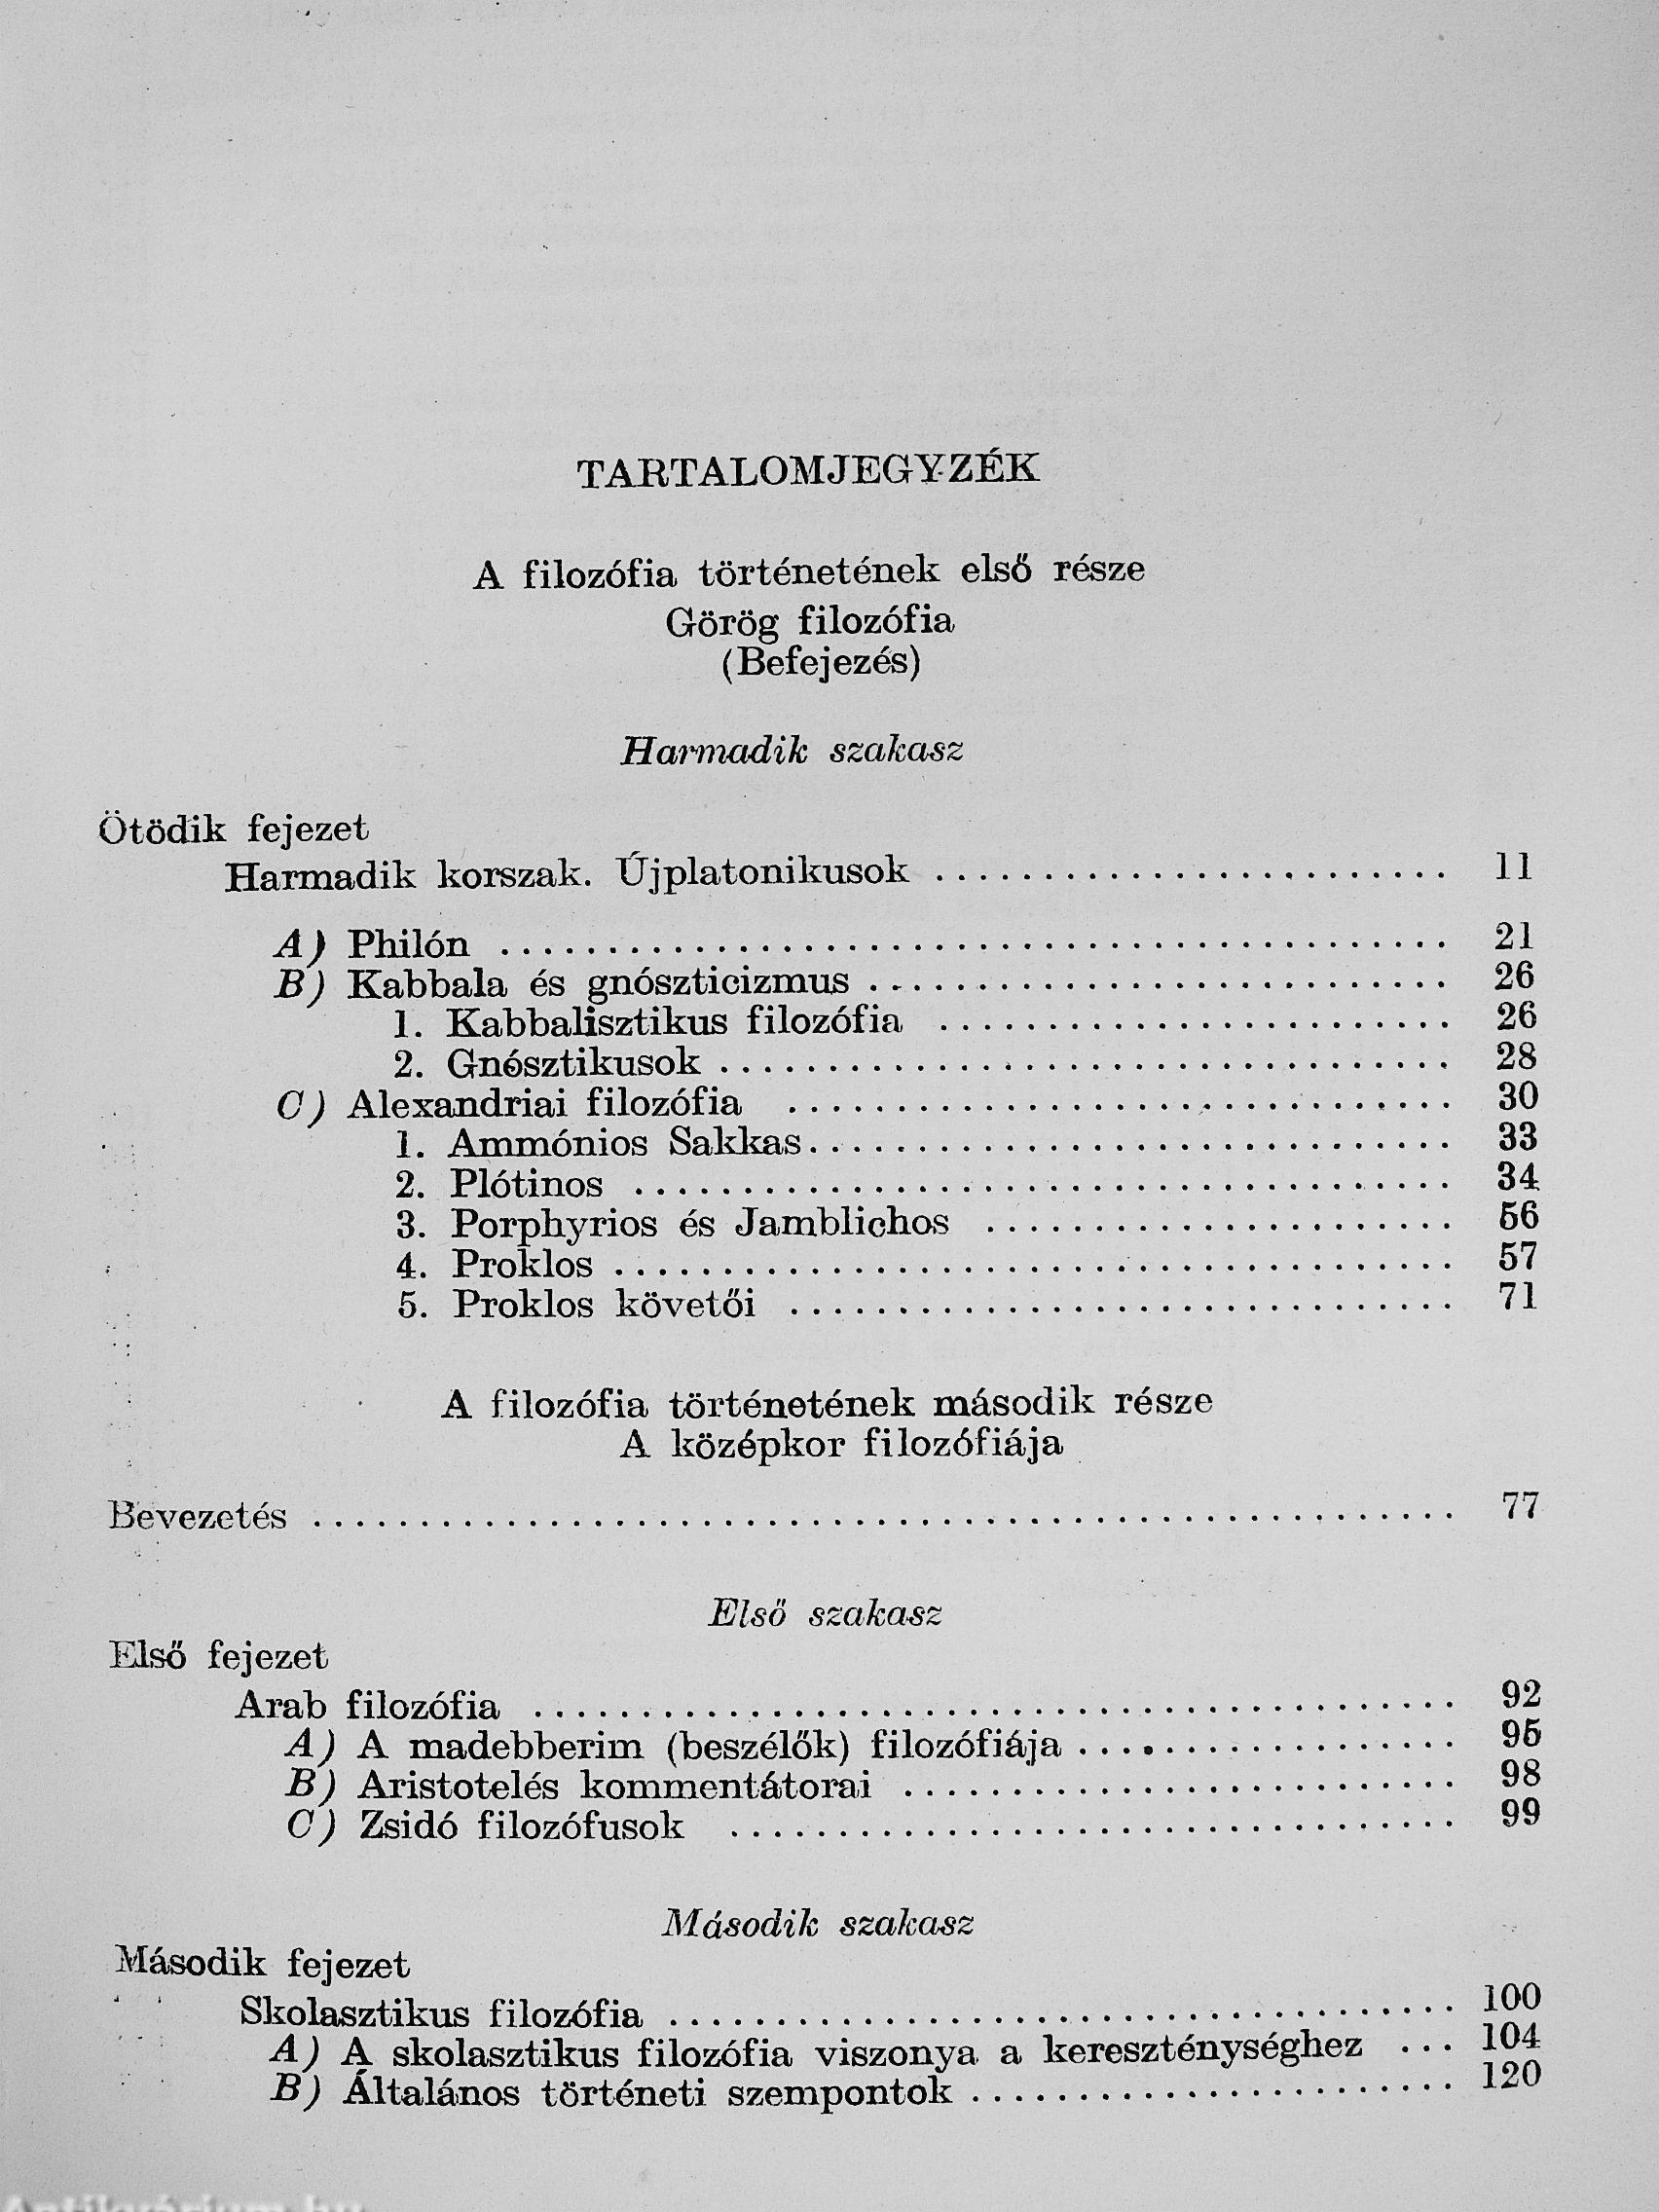 TARTALOMJEGYZÉK
A filozófia történetének első része
Görög filozófia
(Befejezés)
Harmadik szakasz
Ötödik fejezet
Harmadik korszak. Újplatonikusok ........................ 11
A) Philón ............................................ 21
B) Kabbala és gnószticizmus ........................... 26
1. Kabbalisztikus filozófia ........................ 26
2. Gnósztikusok .................................. 28
C) Alexandriai filozófia ............................... 30
1. Ammónios Sakkas .............................. 33
2. Plótinos ...................................... 34
3. Porphyrios és Jamblichos ...................... 56
4. Proklos ....................................... 57
5. Proklos követői ............................... 71
A filozófia történetének második része
A középkor filozófiája
Bevezetés ..................................................... 77
Első szakasz
Első fejezet
Arab filozófia ........................................... 92
A) A madebberim (beszélők) filozófiája .................. 95
B) Aristotelés kommentátorai .......................... 98
C) Zsidó filozófusok .................................. 99
Második szakasz
Második fejezet
Skolasztikus filozófia ..................................... 100
A) A skolasztikus filozófia viszonya a kereszténységhez ... 104
B) Általános történeti szempontok ....................... 120
Antikvárium.hu